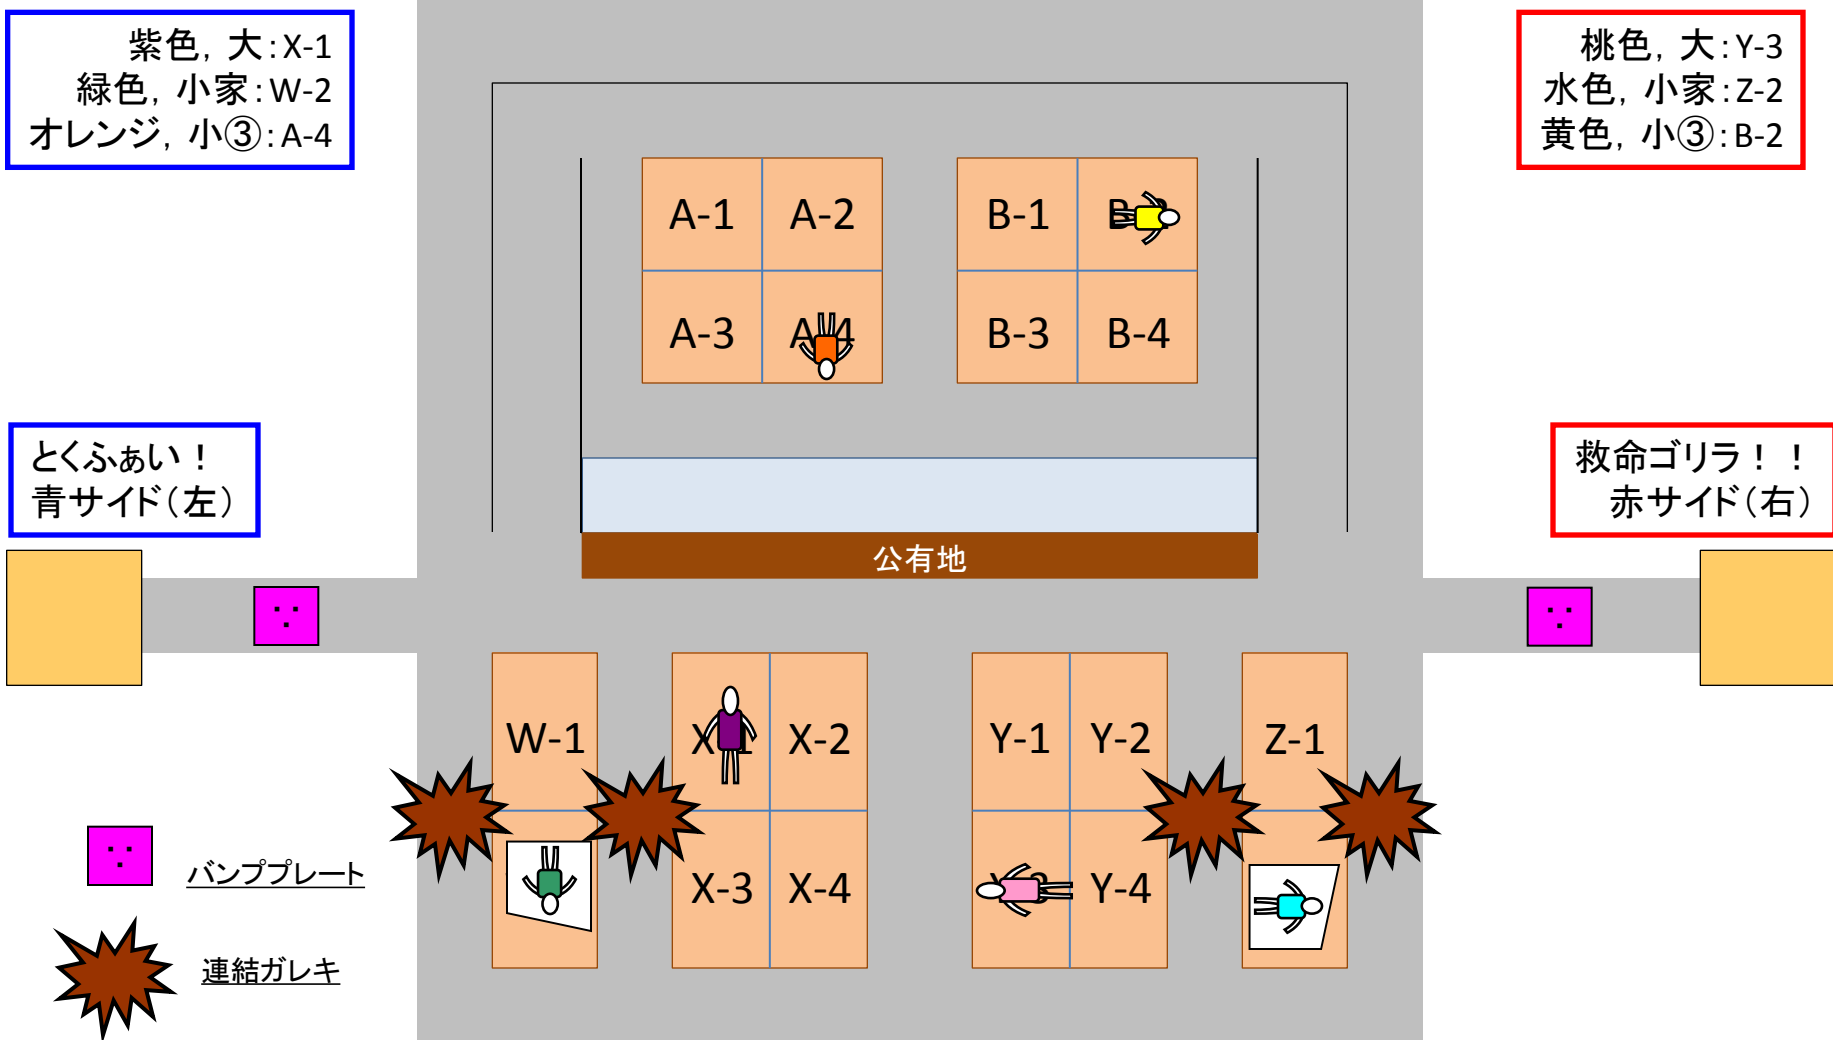 紫色，大：X-1
緑色，小家：W-2
オレンジ，小③：A-4
桃色，大：Y-3
水色，小家：Z-2
黄色，小③：B-2
A-1
A-2
B-1
B-2
A-3
A-4
B-3
B-4
とくふぁい！
青サイド（左）
救命ゴリラ！！
赤サイド（右）
公有地
W-1
X-1
X-2
Y-1
Y-2
Z-1
X-3
X-4
Y-3
Y-4
バンププレート
連結ガレキ